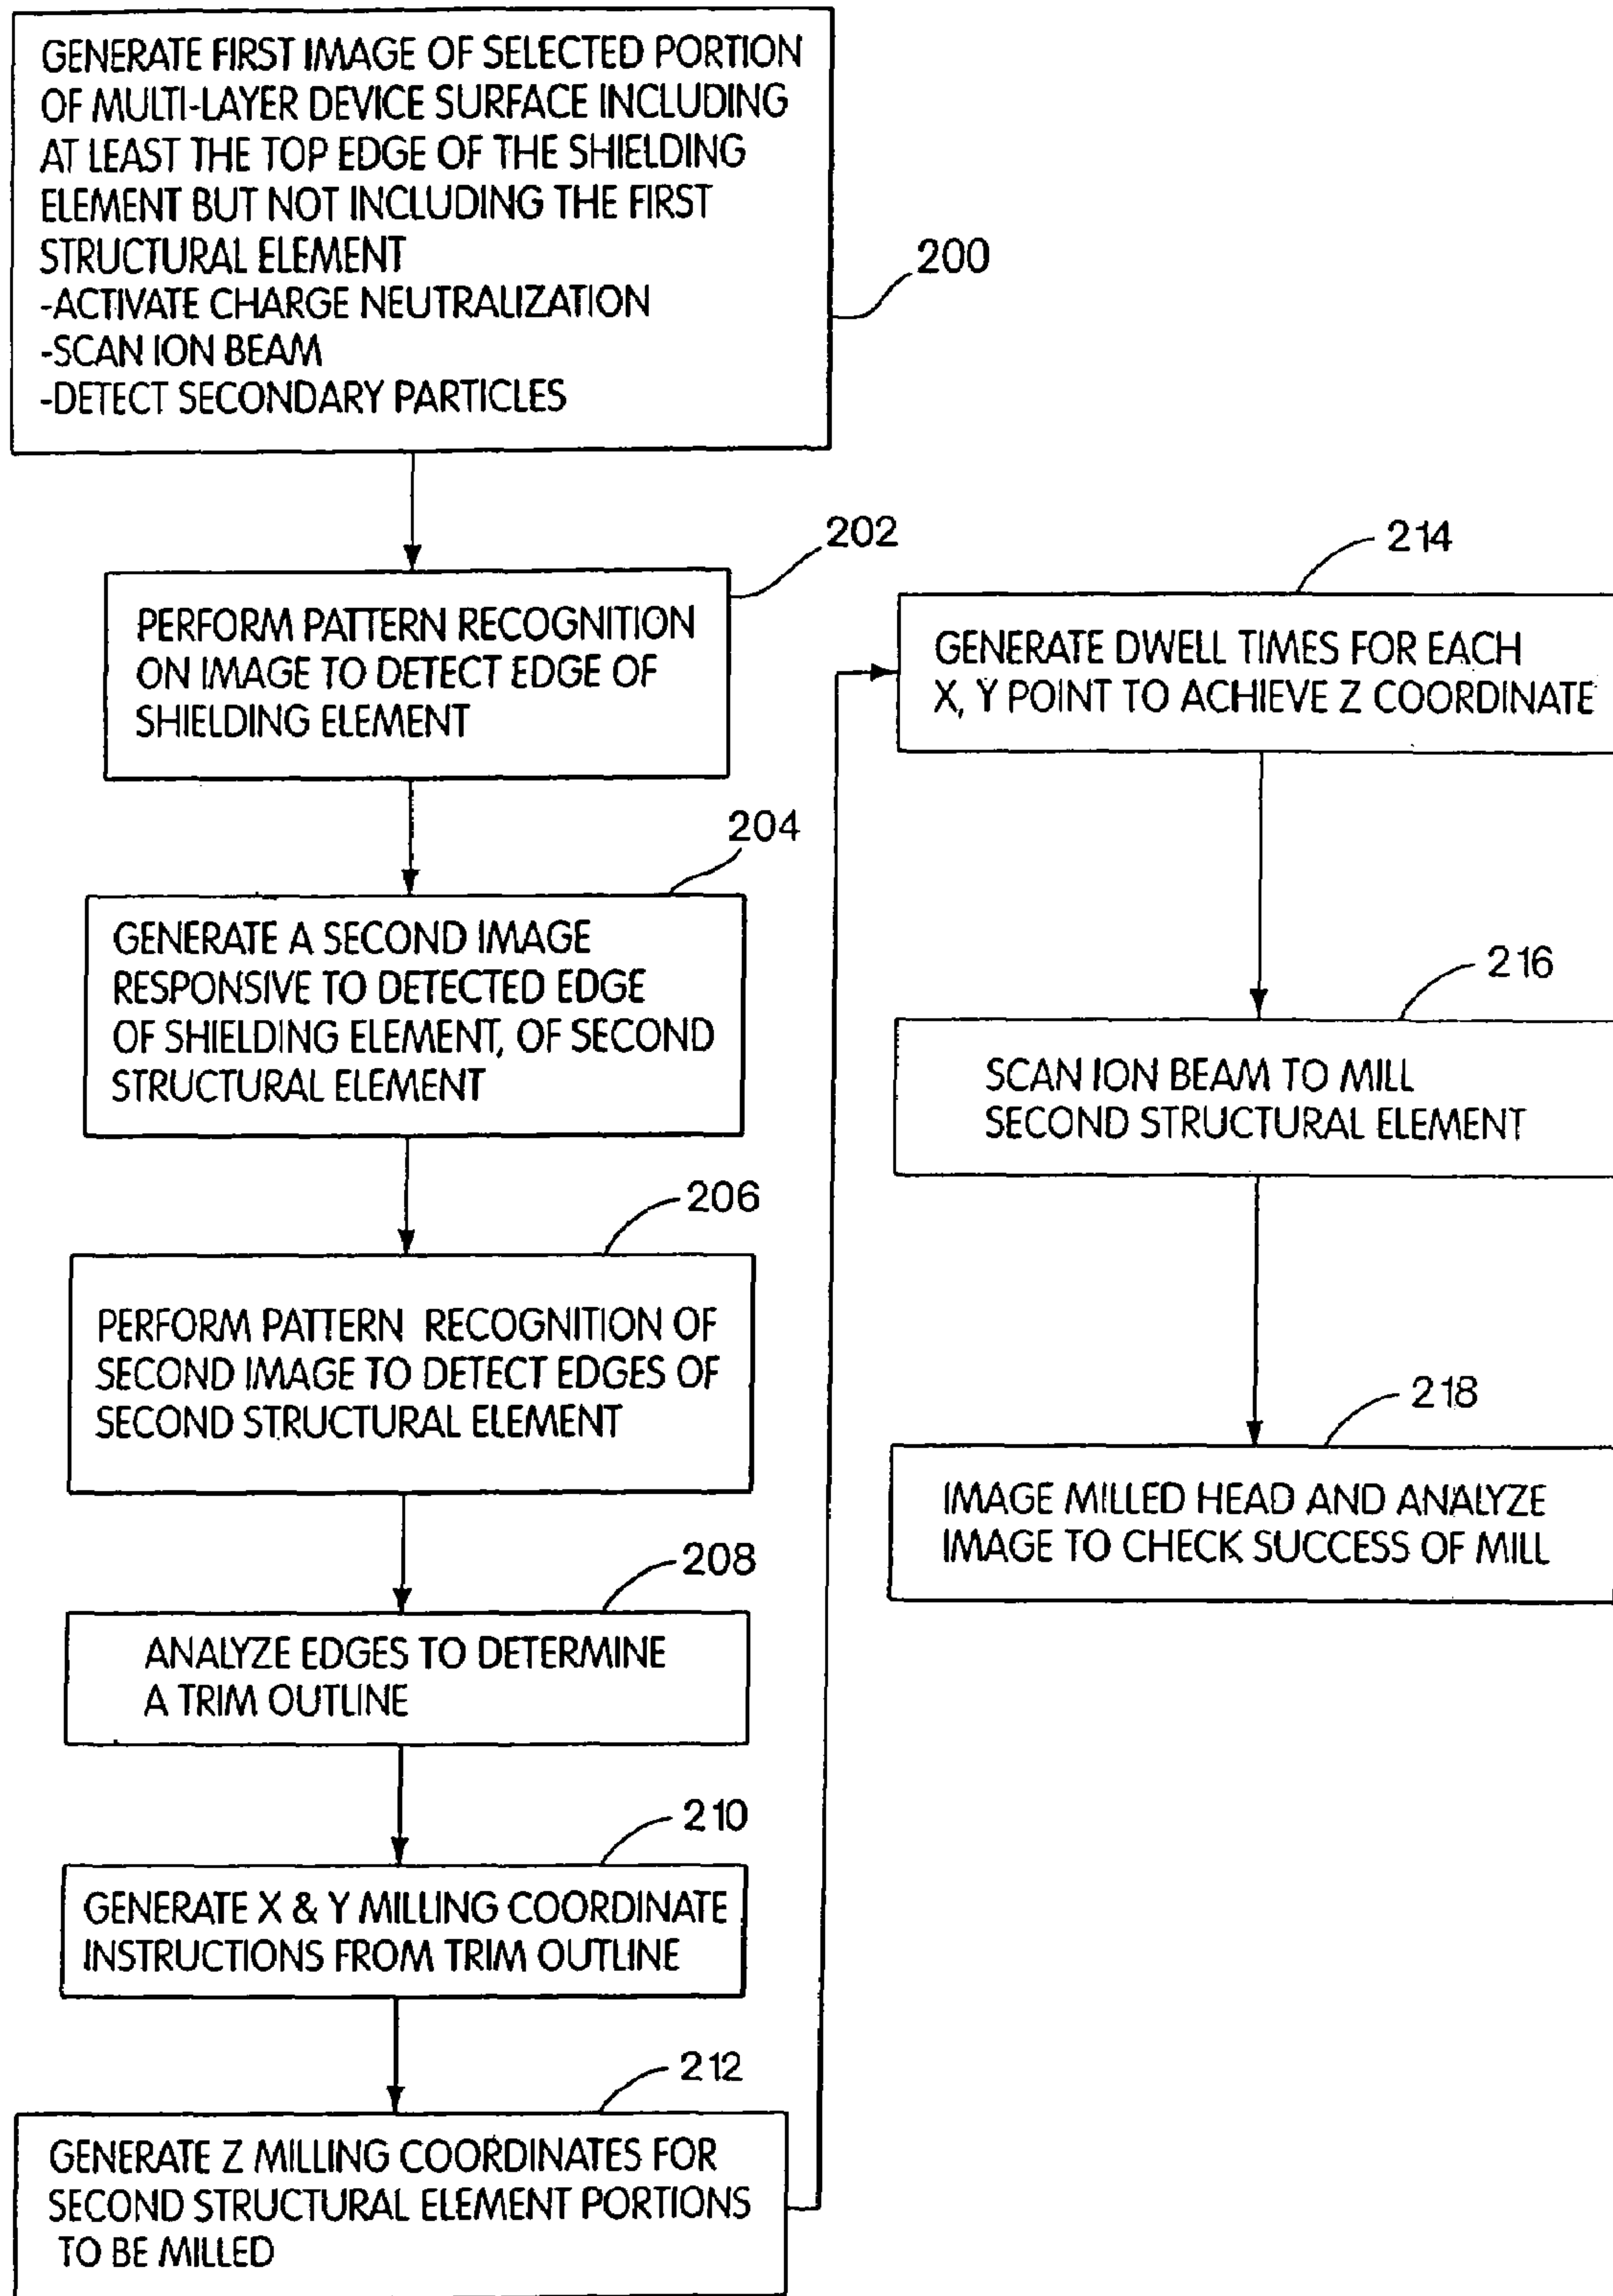 GENERATE FIRST IMAGE OF SELECTED PORTION
OF MULTI-LAYER DEVICE SURFACE INCLUDING
AT LEAST THE TOP EDGE OF THE SHIELDING
ELEMENT BUT NOT INCLUDING THE FIRST
STRUCTURAL ELEMENT
-ACTIVATE CHARGE NEUTRALIZATION
-SCAN ION BEAM
-DETECT SECONDARY PARTICLES
200
202
PERFORM PATTERN RECOGNITION
ON IMAGE TO DETECT EDGE OF
SHIELDING ELEMENT
204
GENERATE A SECOND IMAGE
RESPONSIVE TO DETECTED EDGE
OF SHIELDING ELEMENT, OF SECOND
STRUCTURAL ELEMENT
206
PERFORM PATTERN RECOGNITION OF
SECOND IMAGE TO DETECT EDGES OF
SECOND STRUCTURAL ELEMENT
208
ANALYZE EDGES TO DETERMINE
A TRIM OUTLINE
210
GENERATE X & Y MILLING COORDINATE
INSTRUCTIONS FROM TRIM OUTLINE
212
GENERATE Z MILLING COORDINATES FOR
SECOND STRUCTURAL ELEMENT PORTIONS
TO BE MILLED
214
GENERATE DWELL TIMES FOR EACH
X, Y POINT TO ACHIEVE Z COORDINATE
216
SCAN ION BEAM TO MILL
SECOND STRUCTURAL ELEMENT
218
IMAGE MILLED HEAD AND ANALYZE
IMAGE TO CHECK SUCCESS OF MILL